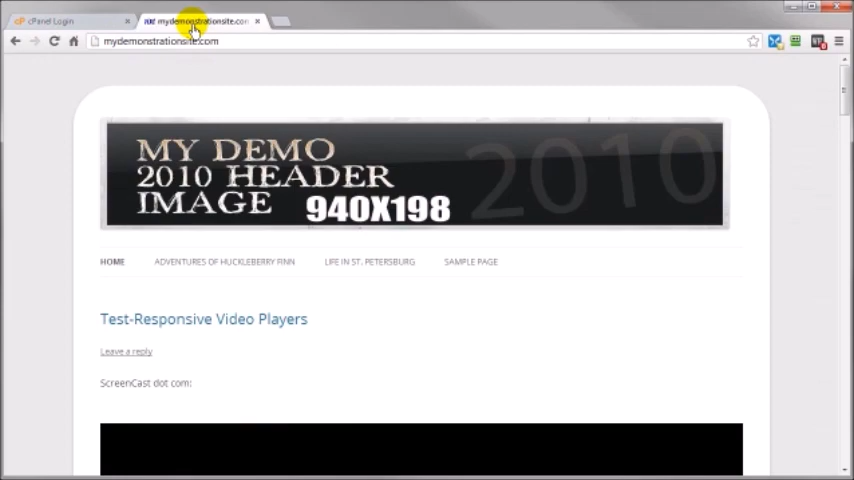 cPanel Login
mydemonstrationsite.com
mydemonstrationsite.com
MY DEMO
2010 HEADER
IMAGE 940X198
2010
HOME ADVENTURES OF HUCKLEBERRY FINN LIFE IN ST. PETERSBURG SAMPLE PAGE
Test-Responsive Video Players
Leave a reply
ScreenCast dot com: